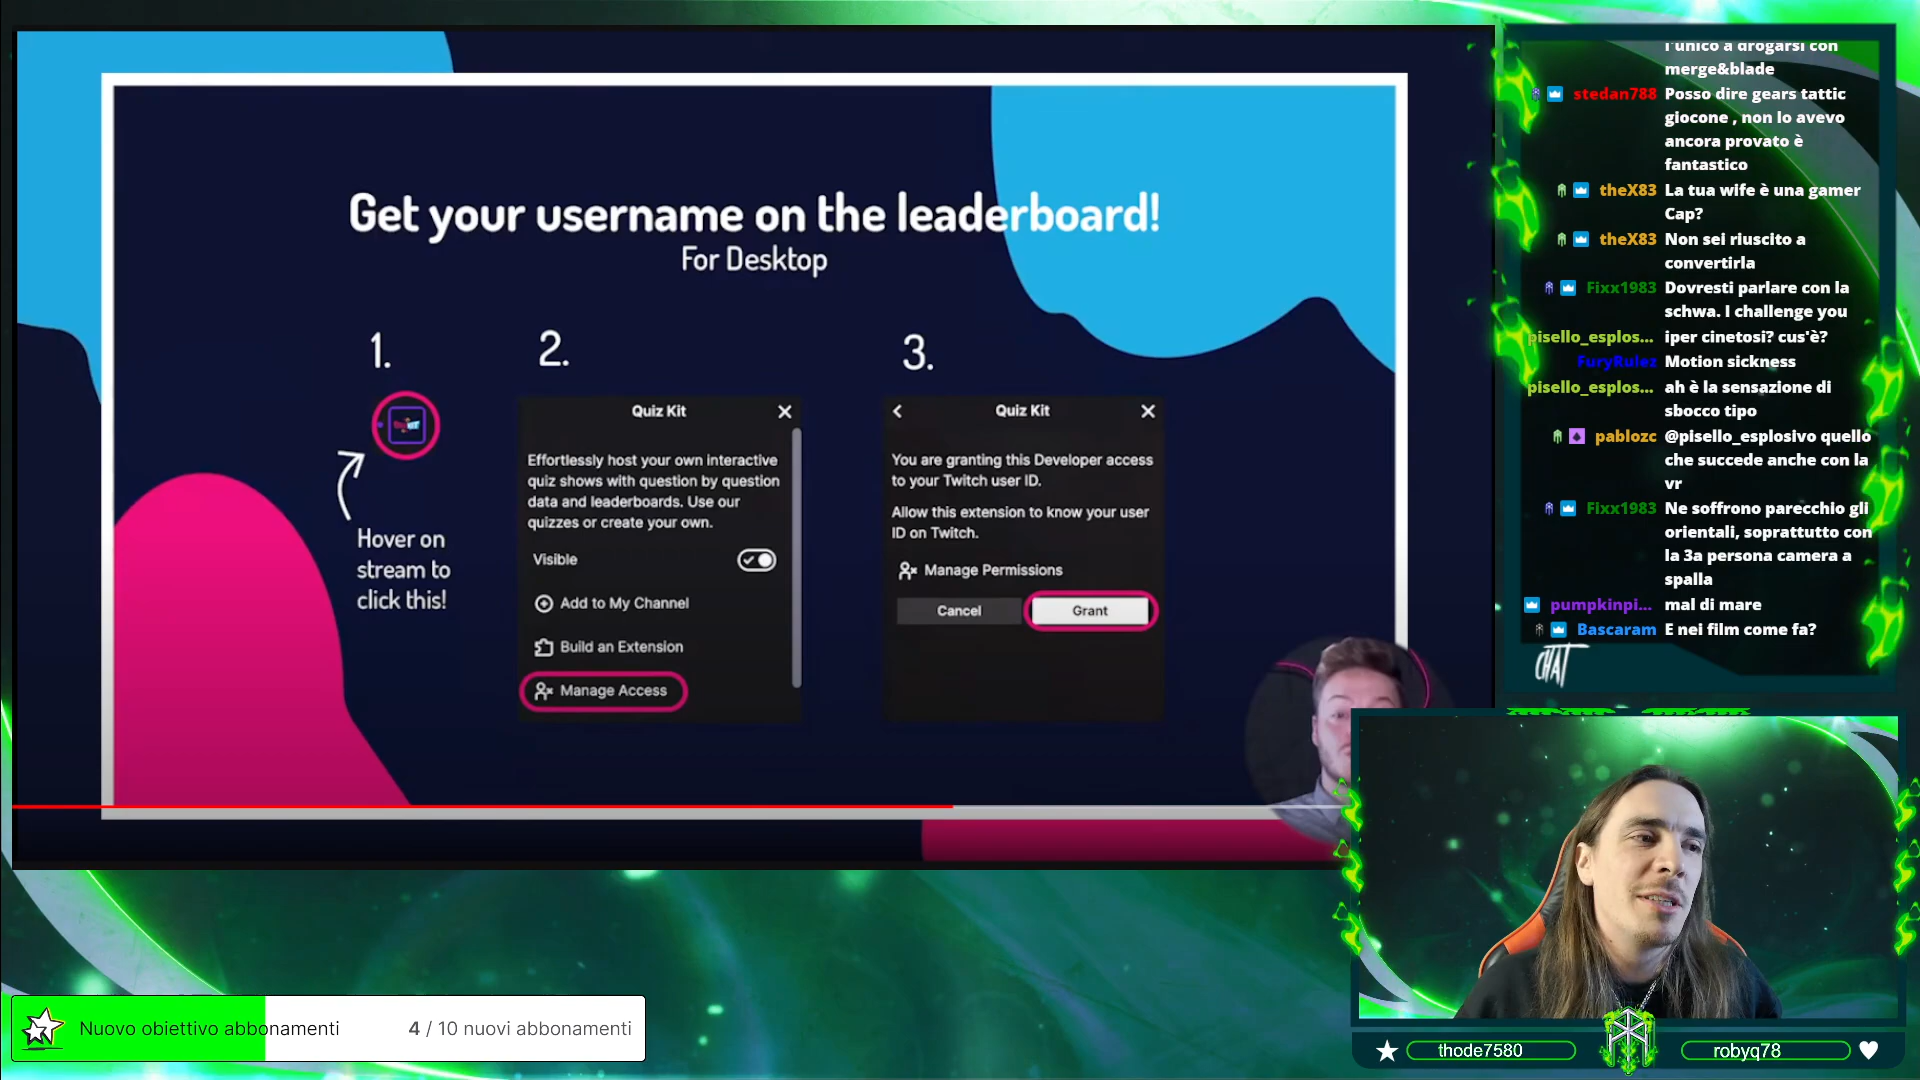 Get your username on the leaderboard!
For Desktop
1.
2.
3.
Hover on
stream to
click this!
Quiz Kit
Effortlessly host your own interactive
quiz shows with question by question
data and leaderboards. Use our
quizzes or create your own.
Visible
Add to My Channel
Build an Extension
Manage Access
Quiz Kit
You are granting this Developer access
to your Twitch user ID.
Allow this extension to know your user
ID on Twitch.
Manage Permissions
Cancel
Grant
l'unico a drogarsi con
merge&blade
stedan788 Posso dire gears tattic
giocone , non lo avevo
ancora provato è
fantastico
theX83 La tua wife è una gamer
Cap?
theX83 Non sei riuscito a
convertirla
Fixx1983 Dovresti parlare con la
schwa. I challenge you
pisello_esplos... iper cinetosi? cus'è?
FuryRulez Motion sickness
pisello_esplos... ah è la sensazione di
sbocco tipo
pablozc @pisello_esplosivo quello
che succede anche con la
vr
Fixx1983 Ne soffrono parecchio gli
orientali, soprattutto con
la 3a persona camera a
spalla
pumpkinpi... mal di mare
Bascaram E nei film come fa?
CHAT
Nuovo obiettivo abbonamenti
4 / 10 nuovi abbonamenti
thode7580
robyq78